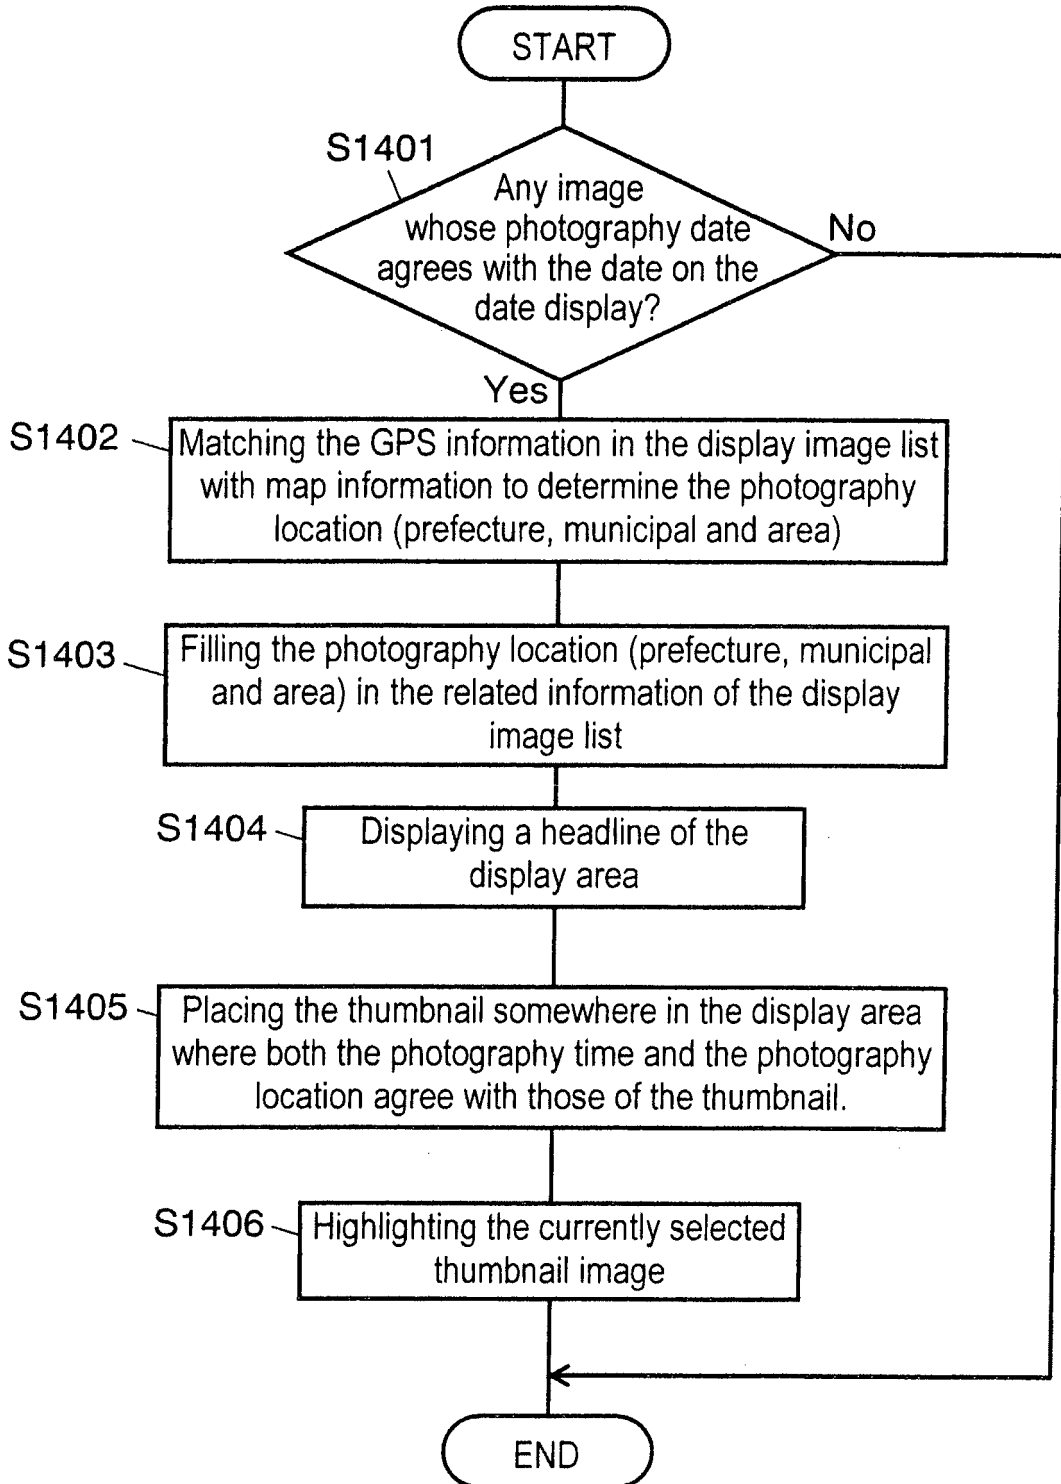 START
S1401
Any image
whose photography date
agrees with the date on the
date display?
No
Yes
S1402
Matching the GPS information in the display image list
with map information to determine the photography
location (prefecture, municipal and area)
S1403
Filling the photography location (prefecture, municipal
and area) in the related information of the display
image list
S1404
Displaying a headline of the
display area
S1405
Placing the thumbnail somewhere in the display area
where both the photography time and the photography
location agree with those of the thumbnail.
S1406
Highlighting the currently selected
thumbnail image
END